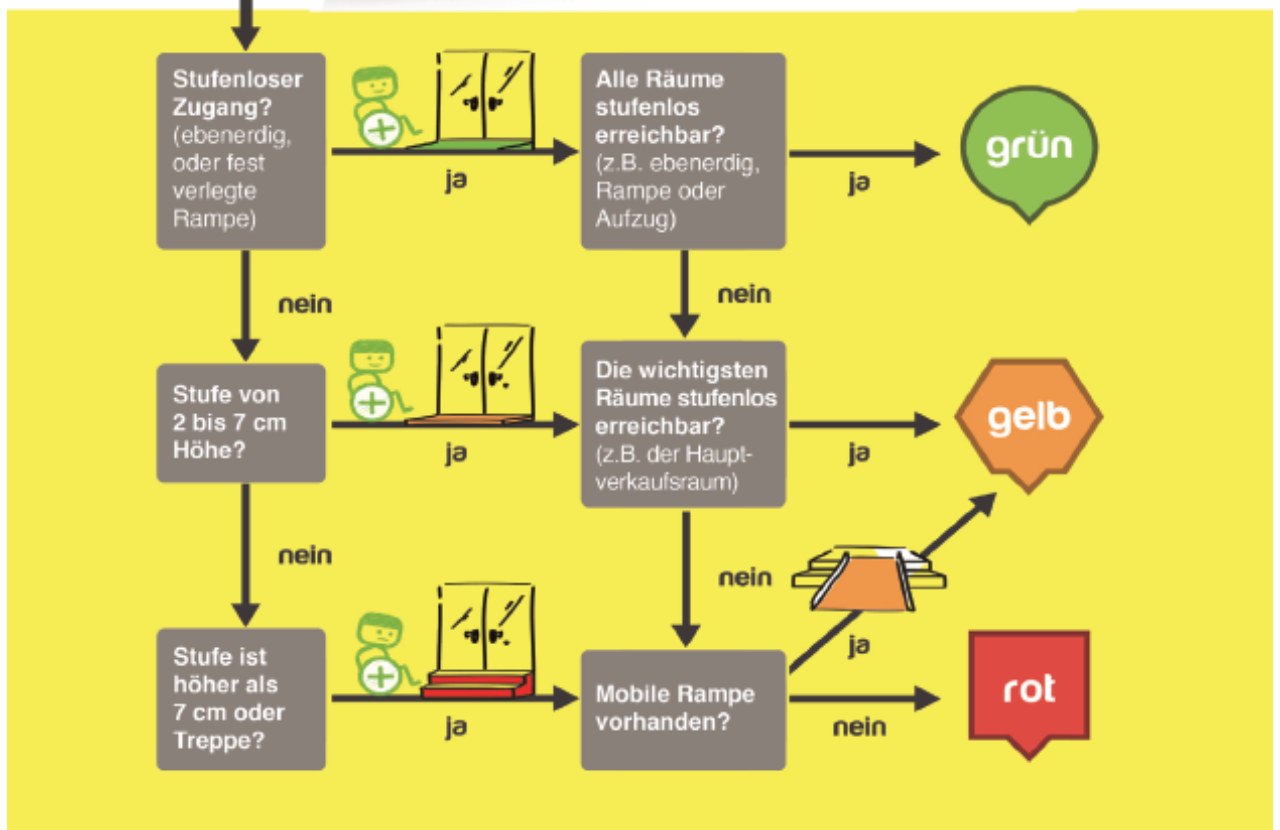 Stufenloser
Zugang?
(ebenerdig,
oder fest
verlegte
Rampe)
ja
Alle Räume
stufenlos
erreichbar?
(z.B. ebenerdig,
Rampe oder
Aufzug)
ja
grün
nein
nein
Stufe von
2 bis 7 cm
Höhe?
ja
Die wichtigsten
Räume stufenlos
erreichbar?
(z.B. der Haupt-
verkaufsraum)
ja
gelb
nein
nein
ja
Stufe ist
höher als
7 cm oder
Treppe?
ja
Mobile Rampe
vorhanden?
nein
rot